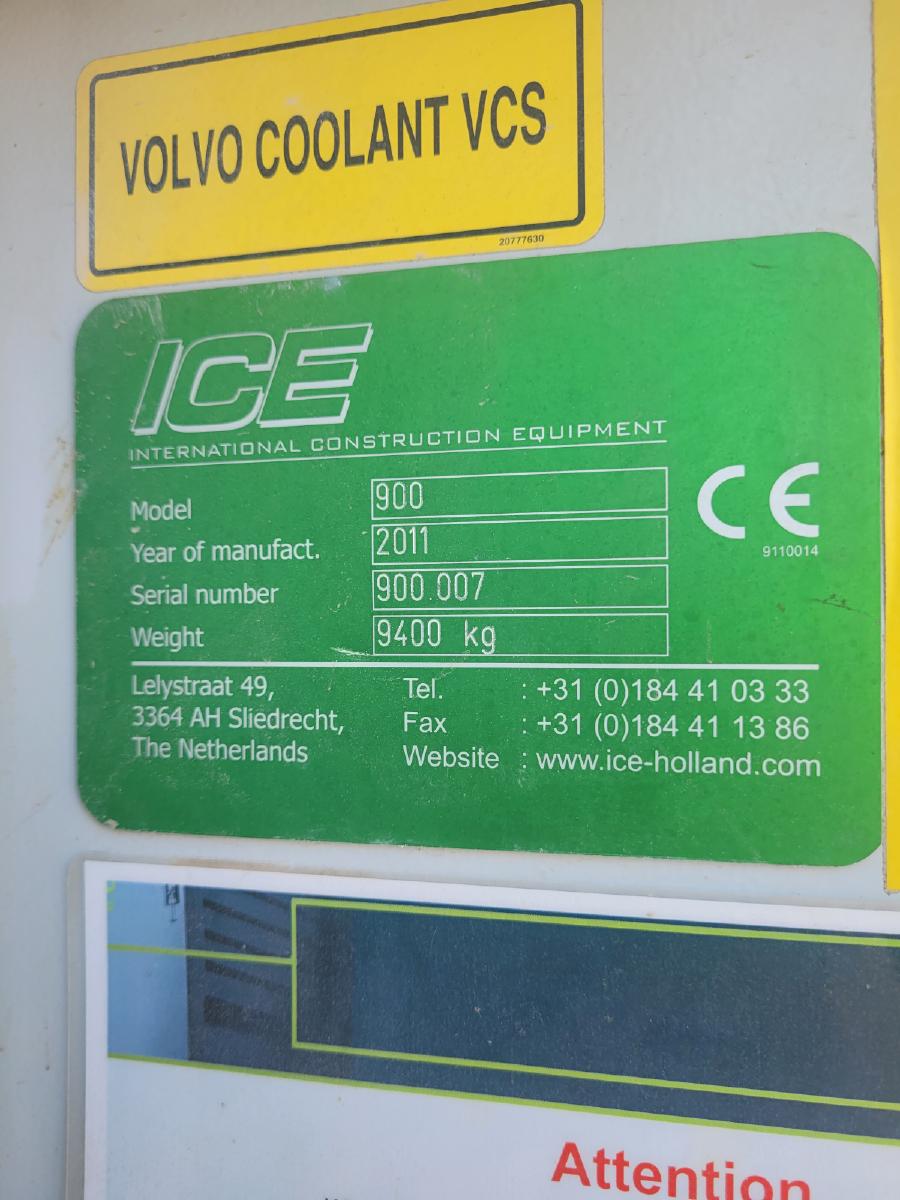 VOLVO COOLANT VCS
20777630
ICE
INTERNATIONAL CONSTRUCTION EQUIPMENT
Model 900
Year of manufact. 2011
Serial number 900.007
Weight 9400 kg
CE
9110014
Lelystraat 49,
3364 AH Sliedrecht,
The Netherlands
Tel. : +31 (0)184 41 03 33
Fax : +31 (0)184 41 13 86
Website : www.ice-holland.com
Attention